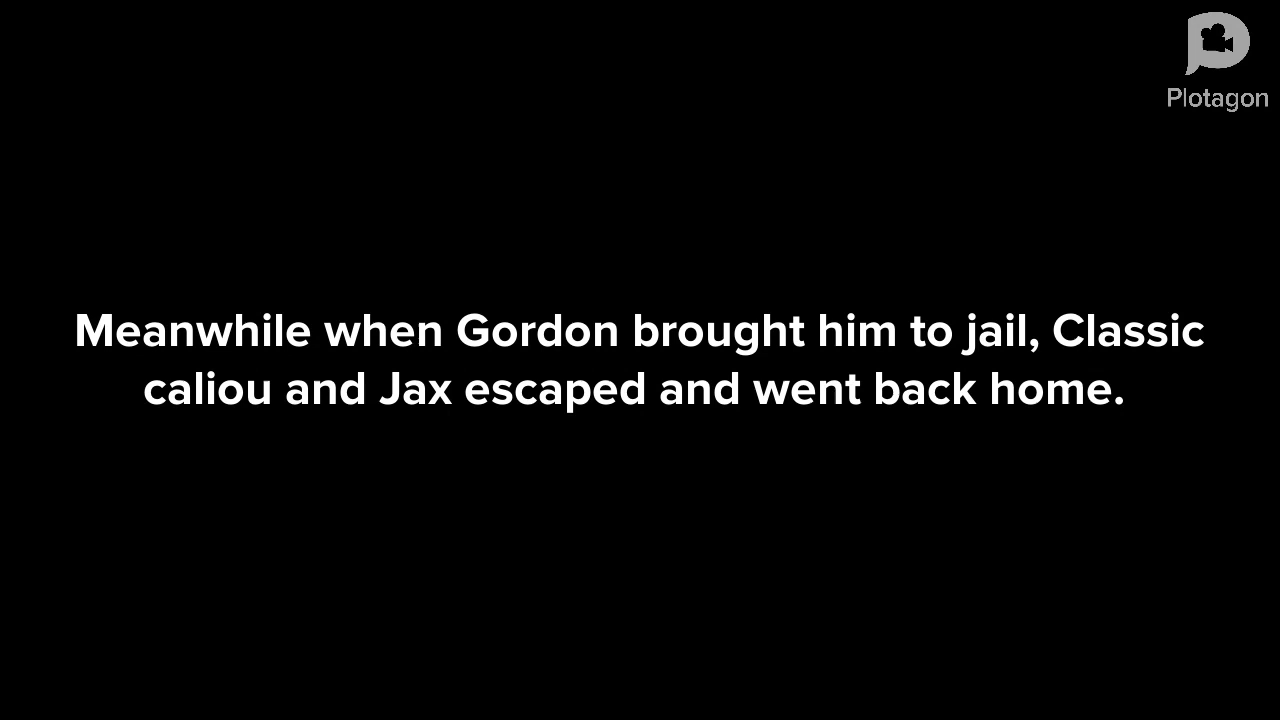 Plotagon
Meanwhile when Gordon brought him to jail, Classic
caliou and Jax escaped and went back home.